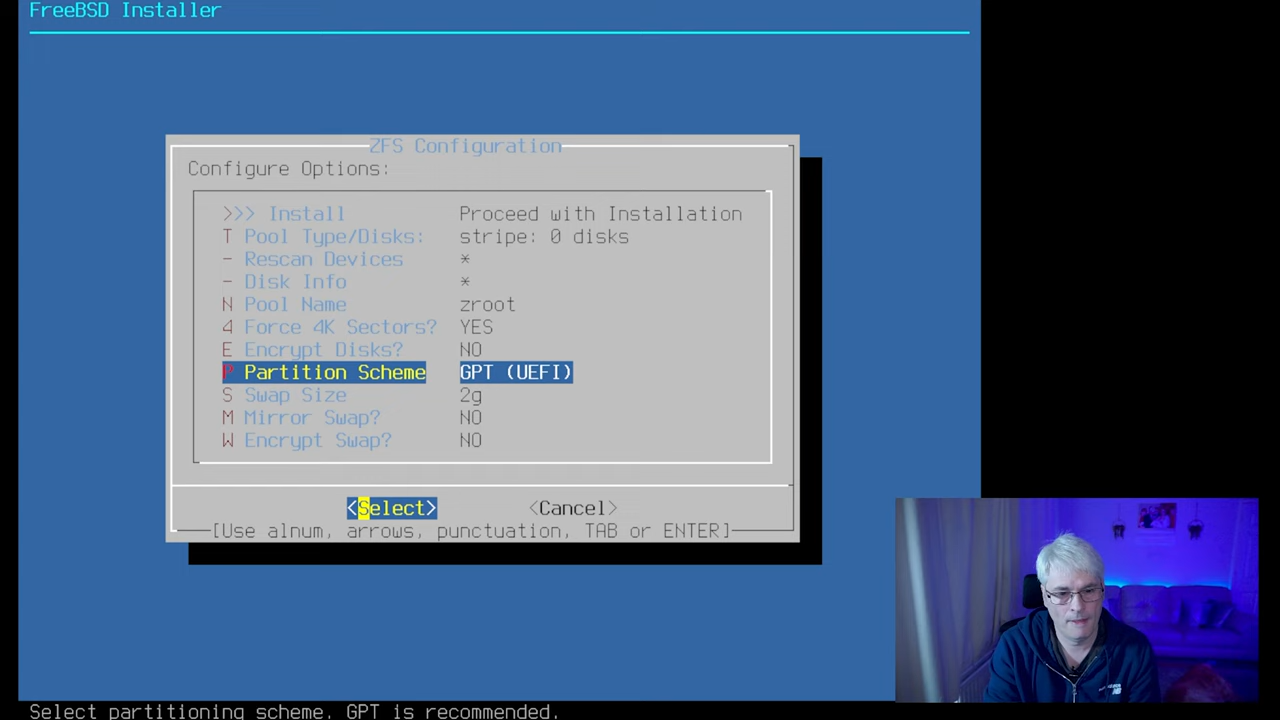 FreeBSD Installer
ZFS Configuration
Configure Options:
>>> Install Proceed with Installation
T Pool Type/Disks: stripe: 0 disks
- Rescan Devices *
- Disk Info *
N Pool Name zroot
4 Force 4K Sectors? YES
E Encrypt Disks? NO
P Partition Scheme GPT (UEFI)
S Swap Size 2g
M Mirror Swap? NO
W Encrypt Swap? NO
<Select> <Cancel>
[Use alnum, arrows, punctuation, TAB or ENTER]
Select partitioning scheme. GPT is recommended.